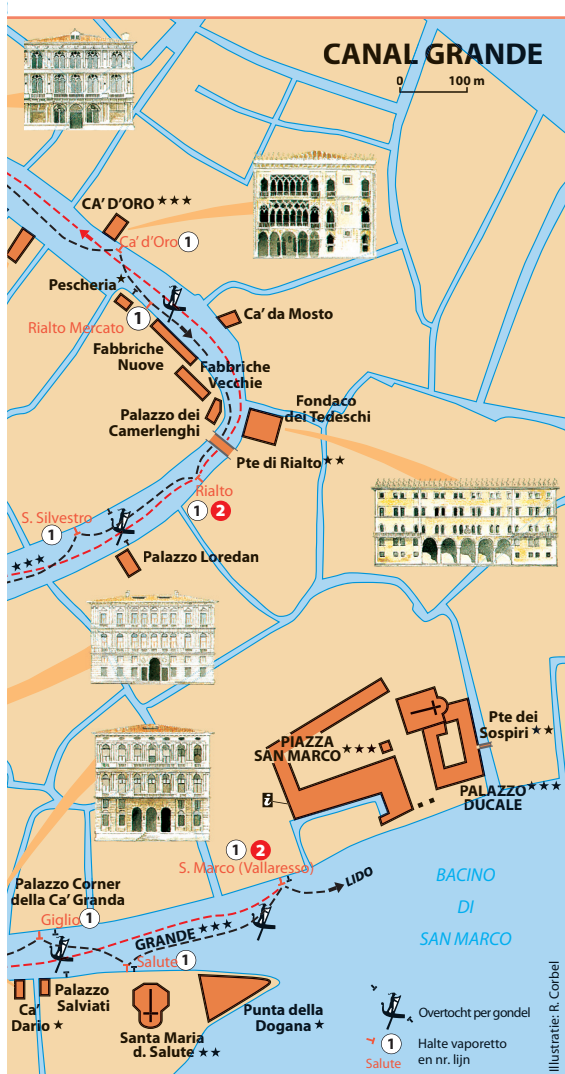 CANAL GRANDE
0 100 m
CA' D'ORO ★★★
Ca' d'Oro 1
Pescheria ★
Rialto Mercato 1
Ca' da Mosto
Fabbriche
Nuove
Fabbriche
Vecchie
Palazzo dei
Camerlenghi
Fondaco
dei Tedeschi
Pte di Rialto ★★
Rialto
1 2
S. Silvestro
1
★★★
Palazzo Loredan
PIAZZA
SAN MARCO ★★★
Pte dei
Sospiri ★★
PALAZZO ★★★
DUCALE
i
1 2
S. Marco (Vallaresso)
LIDO
BACINO
DI
SAN MARCO
Palazzo Corner
della Ca' Granda
Giglio 1
GRANDE ★★★
Salute 1
Palazzo
Salviati
Ca'
Dario ★
Santa Maria
d. Salute ★★
Punta della
Dogana ★
Overtocht per gondel
1 Halte vaporetto
Salute en nr. lijn
Illustratie: R. Corbel